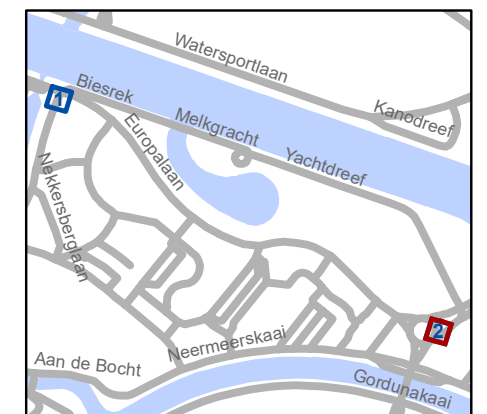 Watersportlaan
Kanodreef
Biesrek
1
Melkgracht
Yachtdreef
Europalaan
Nekkersberglaan
2
Neermeerskaai
Aan de Bocht
Gordunakaai